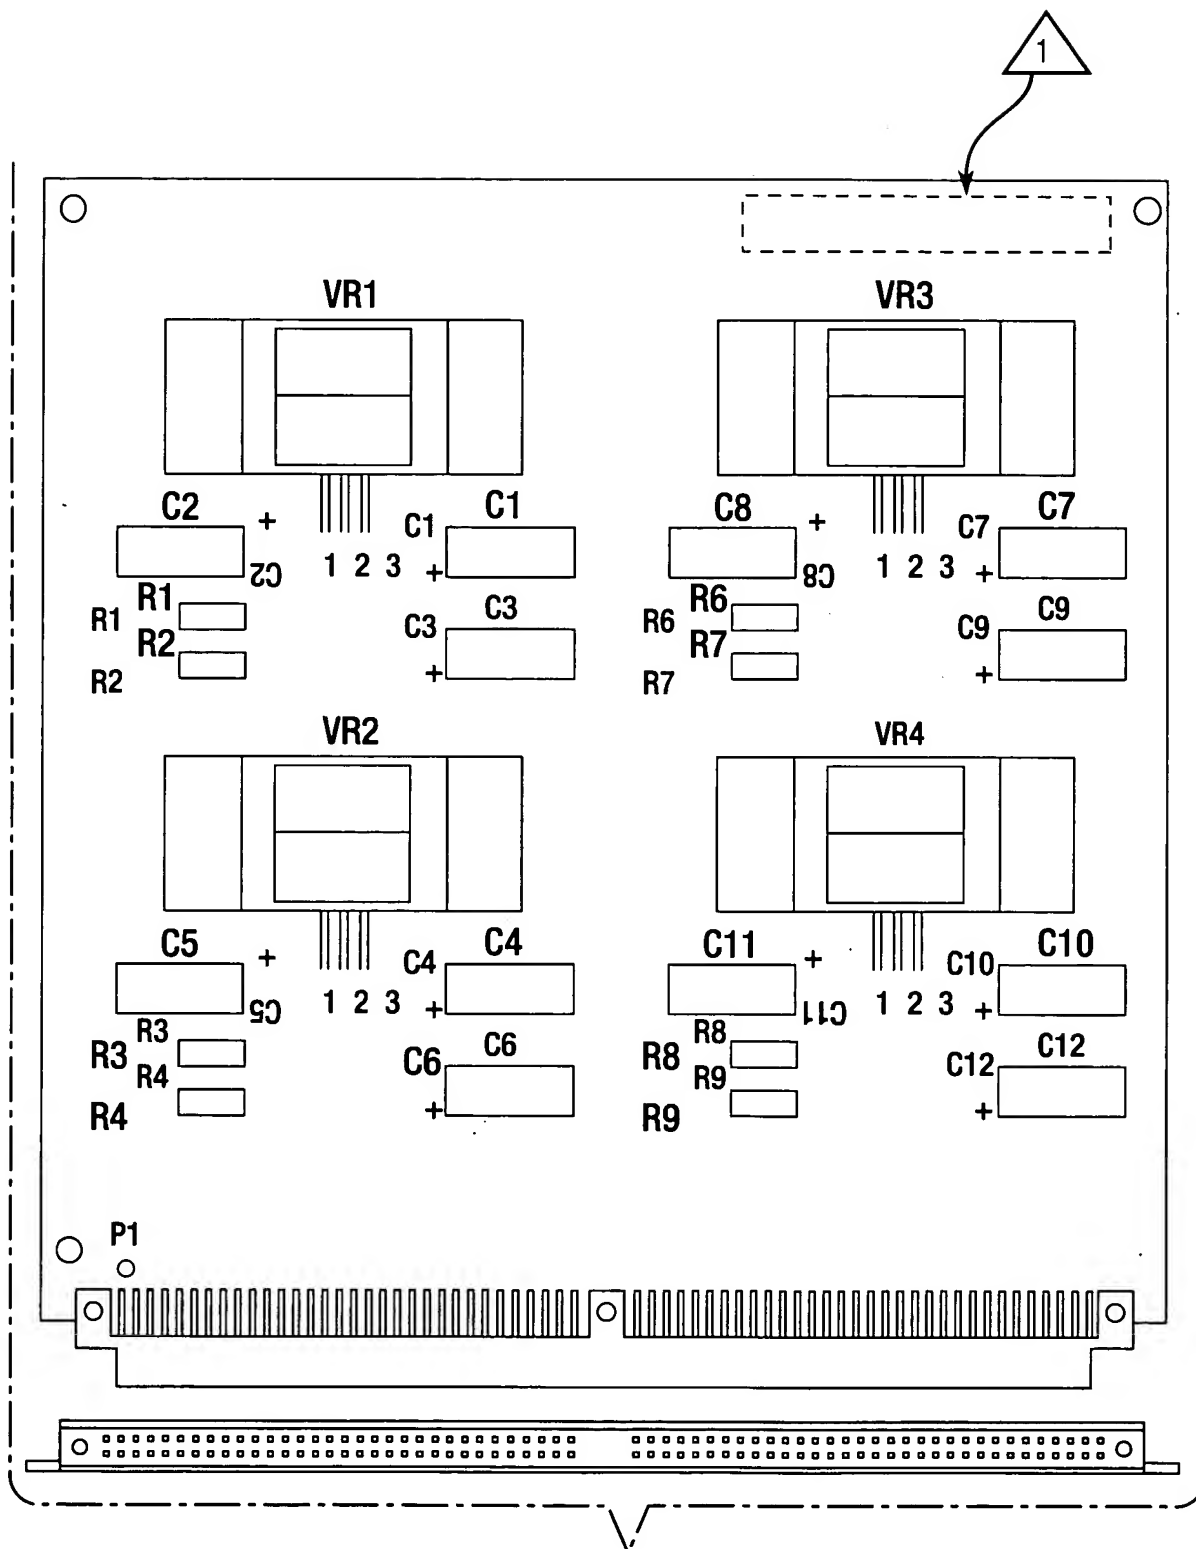 1
VR1 VR3
C2 + C1 C1 C8 + C7 C7
C2 1 2 3 + C8 1 2 3 +
R1 R1 C3 C3 R6 R6 C9 C9
R2 R2 + R7 R7 +
VR2 VR4
C5 + C4 C4 C11 + C10 C10
C5 1 2 3 + C11 1 2 3 +
R3 R3 C6 C6 R8 R8 C12 C12
R4 R4 + R9 R9 +
P1